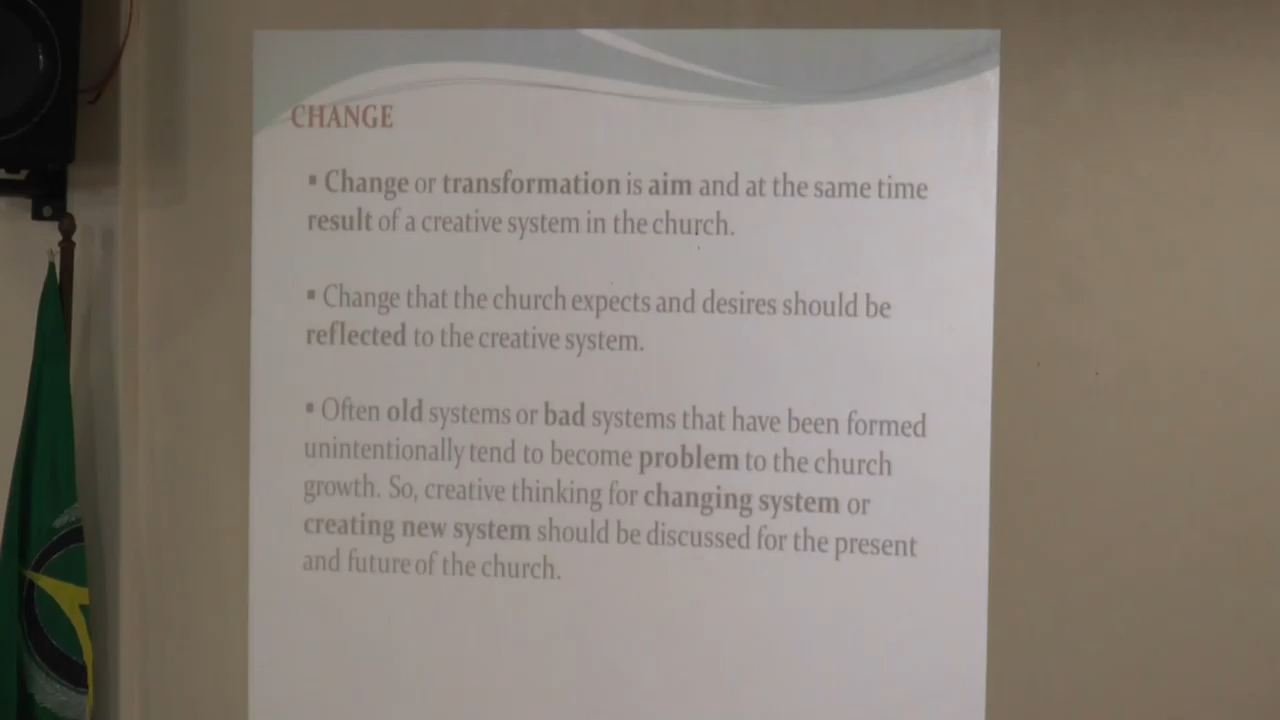 CHANGE
▪ Change or transformation is aim and at the same time
result of a creative system in the church.
▪ Change that the church expects and desires should be
reflected to the creative system.
▪ Often old systems or bad systems that have been formed
unintentionally tend to become problem to the church
growth. So, creative thinking for changing system or
creating new system should be discussed for the present
and future of the church.